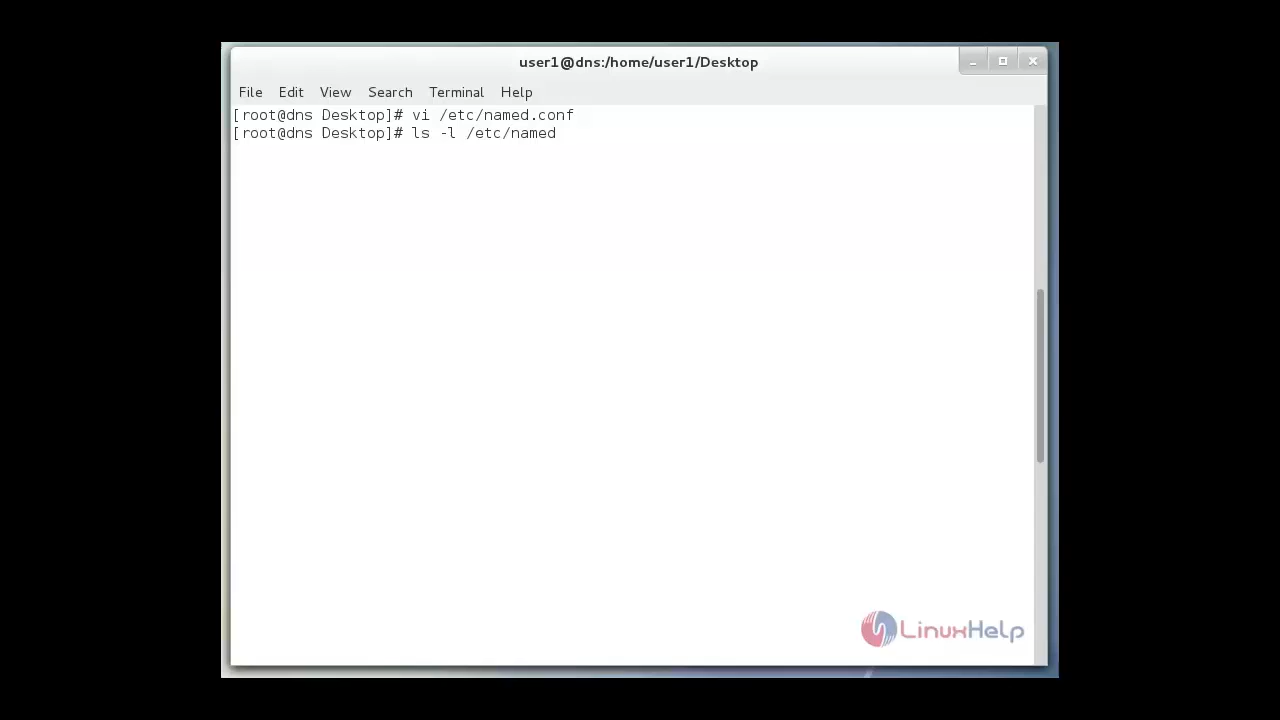 user1@dns:/home/user1/Desktop
File Edit View Search Terminal Help
[root@dns Desktop]# vi /etc/named.conf
[root@dns Desktop]# ls -l /etc/named
LinuxHelp